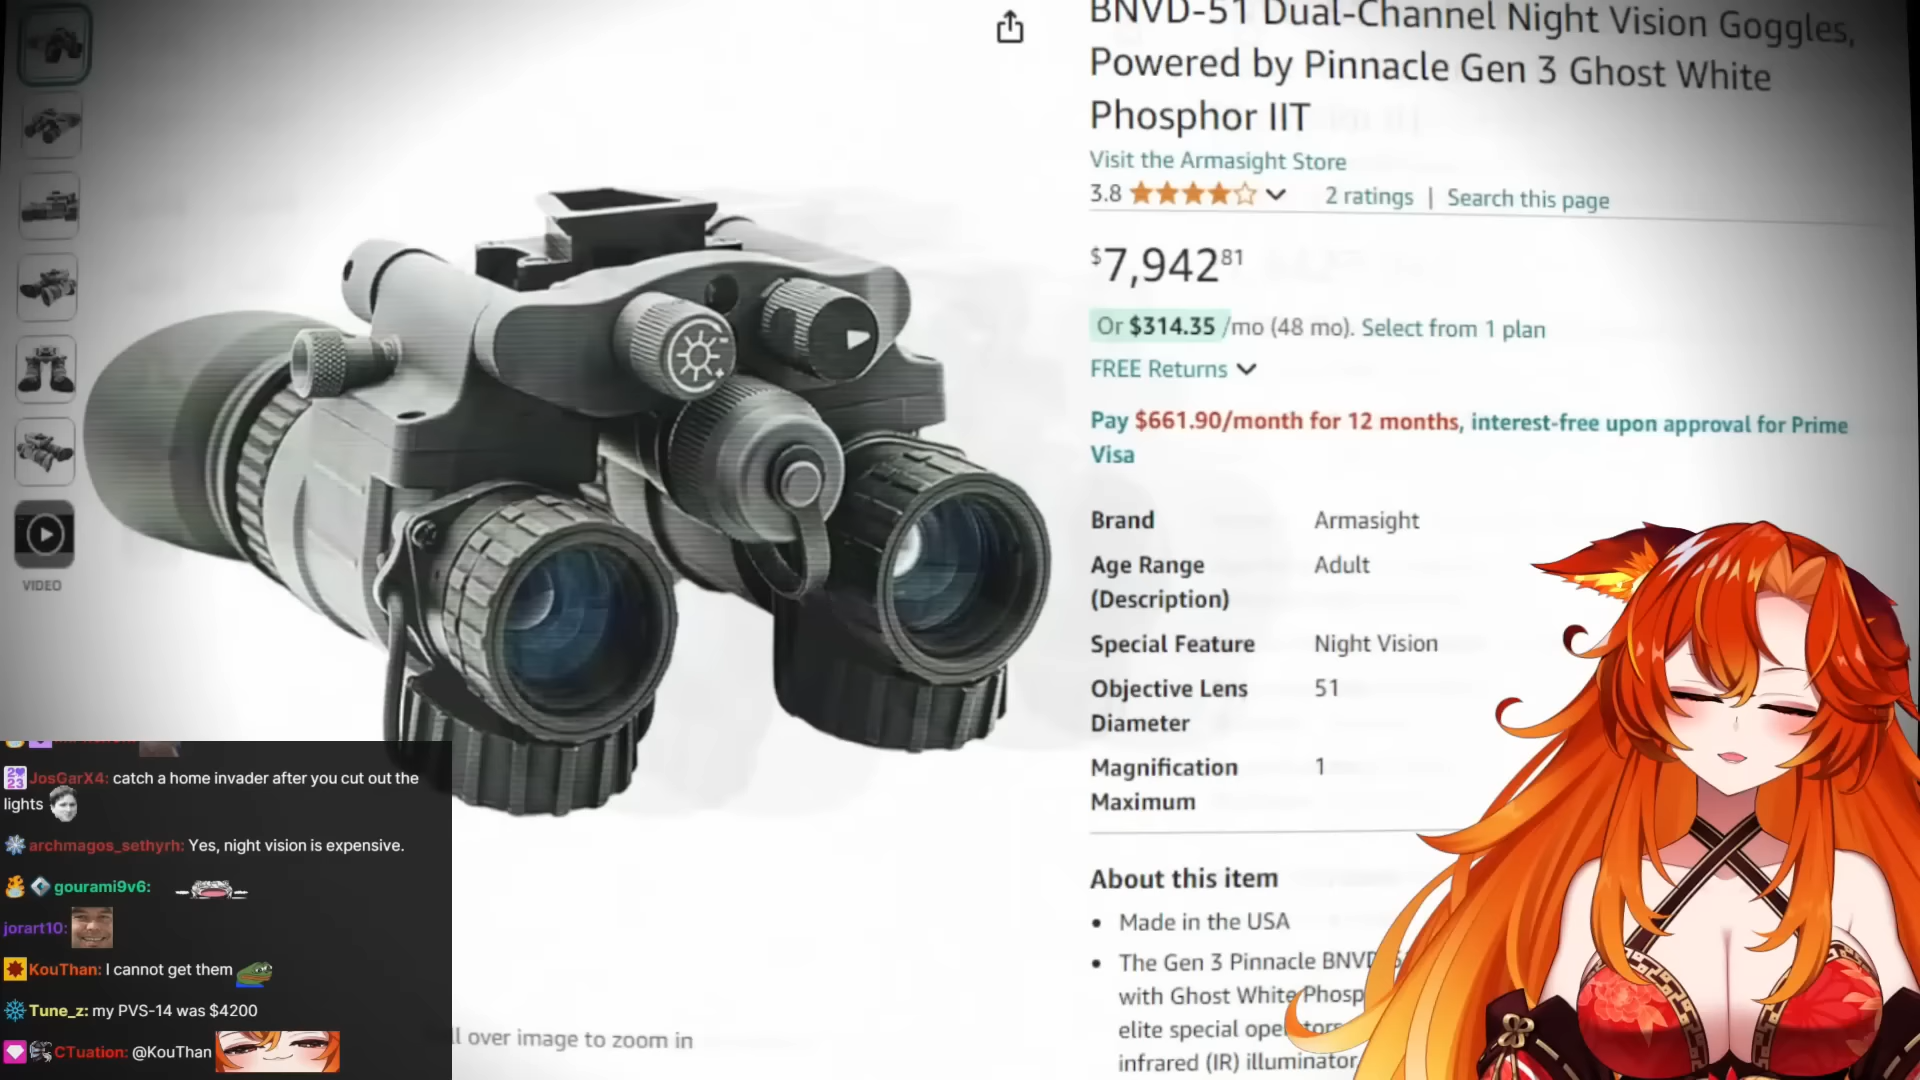 BNVD-51 Dual-Channel Night Vision Goggles,
Powered by Pinnacle Gen 3 Ghost White
Phosphor IIT
Visit the Armasight Store
3.8 2 ratings | Search this page
$7,942.81
Or $314.35 /mo (48 mo). Select from 1 plan
FREE Returns
Pay $661.90/month for 12 months, interest-free upon approval for Prime
Visa
Brand Armasight
Age Range Adult
(Description)
Special Feature Night Vision
Objective Lens 51
Diameter
Magnification 1
Maximum
About this item
• Made in the USA
• The Gen 3 Pinnacle
with Ghost White
elite special
infrared (IR) illuminator
VIDEO
over image to zoom in
JosGarX4: catch a home invader after you cut out the
lights
archmagos_sethyrh: Yes, night vision is expensive.
gourami9v6:
jorart10:
KouThan: I cannot get them
Tune_z: my PVS-14 was $4200
CTuation: @KouThan